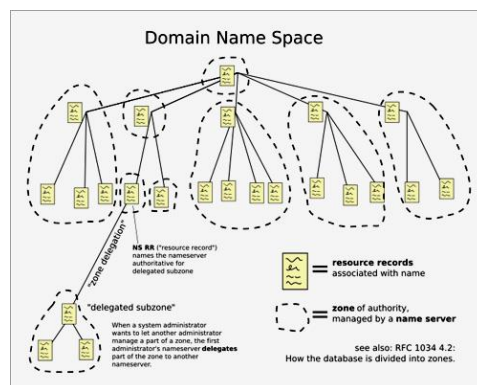 Domain Name Space
"zone delegation"
NS RR ("resource record")
names the nameserver
authoritative for
delegated subzone
"delegated subzone"
When a system administrator
wants to let another administrator
manage a part of a zone, the first
administrator's nameserver delegates
part of the zone to another
nameserver.
= resource records
associated with name
= zone of authority,
managed by a name server
see also: RFC 1034 4.2:
How the database is divided into zones.